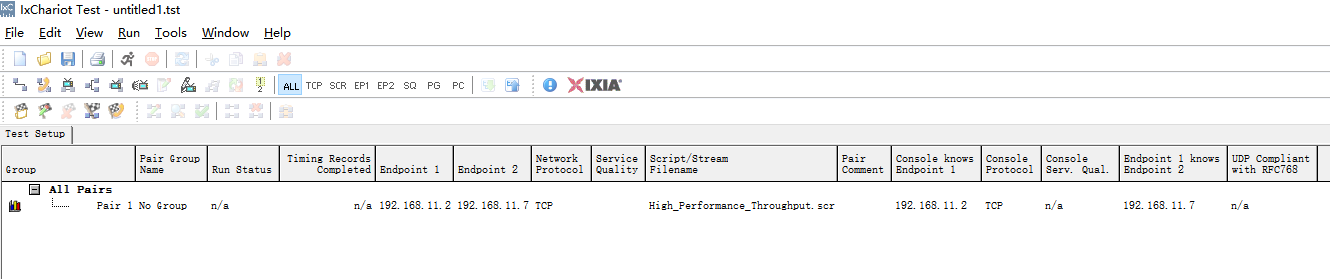 IxC
IxChariot Test - untitled1.tst
File Edit View Run Tools Window Help
STOP
1 2 ALL TCP SCR EP1 EP2 SQ PG PC IXIA
Test Setup
Group Pair Group Name Run Status Timing Records Completed Endpoint 1 Endpoint 2 Network Protocol Service Quality Script/Stream Filename Pair Comment Console knows Endpoint 1 Console Protocol Console Serv. Qual. Endpoint 1 knows Endpoint 2 UDP Compliant with RFC768
All Pairs
Pair 1 No Group n/a n/a 192.168.11.2 192.168.11.7 TCP High_Performance_Throughput.scr 192.168.11.2 TCP n/a 192.168.11.7 n/a